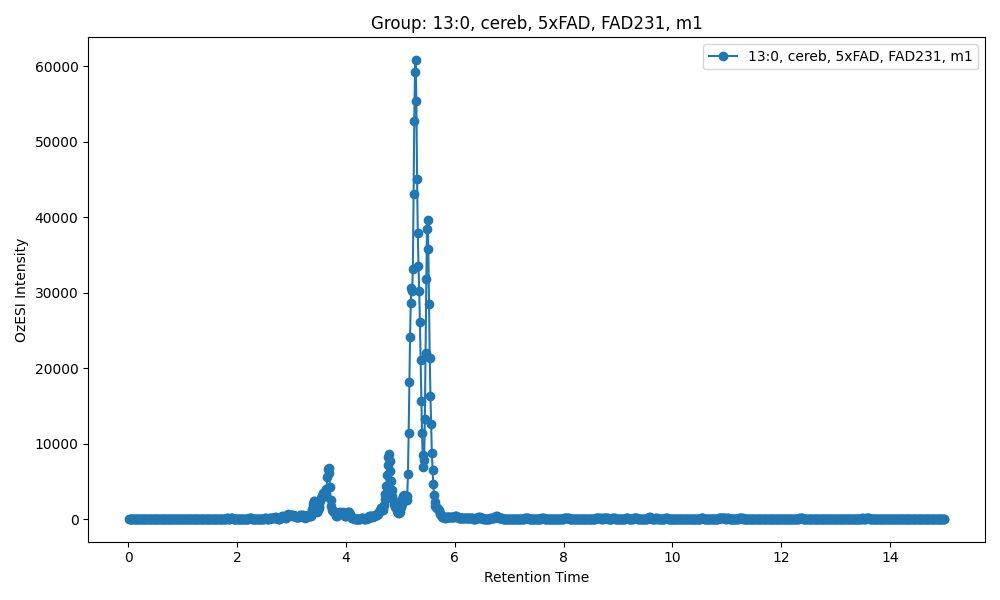 Group: 13:0, cereb, 5xFAD, FAD231, m1
13:0, cereb, 5xFAD, FAD231, m1
60000
50000
40000
30000
20000
10000
0
OzESI Intensity
0 2 4 6 8 10 12 14
Retention Time